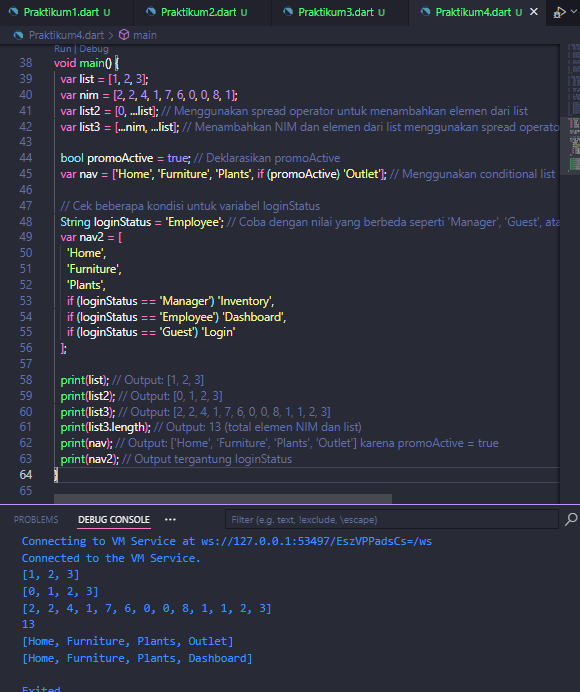 Praktikum1.dart Praktikum2.dart Praktikum3.dart Praktikum4.dart
Praktikum4.dart > main
Run | Debug
38 void main() {
39 var list = [1, 2, 3];
40 var nim = [2, 2, 4, 1, 7, 6, 0, 0, 8, 1];
41 var list2 = [0, ...list]; // Menggunakan spread operator untuk menambahkan elemen dari list
42 var list3 = [...nim, ...list]; // Menambahkan NIM dan elemen dari list menggunakan spread operato
43
44 bool promoActive = true; // Deklarasikan promoActive
45 var nav = ['Home', 'Furniture', 'Plants', if (promoActive) 'Outlet']; // Menggunakan conditional list
46
47 // Cek beberapa kondisi untuk variabel loginStatus
48 String loginStatus = 'Employee'; // Coba dengan nilai yang berbeda seperti 'Manager', 'Guest', ata
49 var nav2 = [
50 'Home',
51 'Furniture',
52 'Plants',
53 if (loginStatus == 'Manager') 'Inventory',
54 if (loginStatus == 'Employee') 'Dashboard',
55 if (loginStatus == 'Guest') 'Login'
56 ];
57
58 print(list); // Output: [1, 2, 3]
59 print(list2); // Output: [0, 1, 2, 3]
60 print(list3); // Output: [2, 2, 4, 1, 7, 6, 0, 0, 8, 1, 1, 2, 3]
61 print(list3.length); // Output: 13 (total elemen NIM dan list)
62 print(nav); // Output: ['Home', 'Furniture', 'Plants', 'Outlet'] karena promoActive = true
63 print(nav2); // Output tergantung loginStatus
64 }
65
PROBLEMS DEBUG CONSOLE ... Filter (e.g. text, !exclude, \escape)
Connecting to VM Service at ws://127.0.0.1:53497/EszVPPadsCs=/ws
Connected to the VM Service.
[1, 2, 3]
[0, 1, 2, 3]
[2, 2, 4, 1, 7, 6, 0, 0, 8, 1, 1, 2, 3]
13
[Home, Furniture, Plants, Outlet]
[Home, Furniture, Plants, Dashboard]
Exited